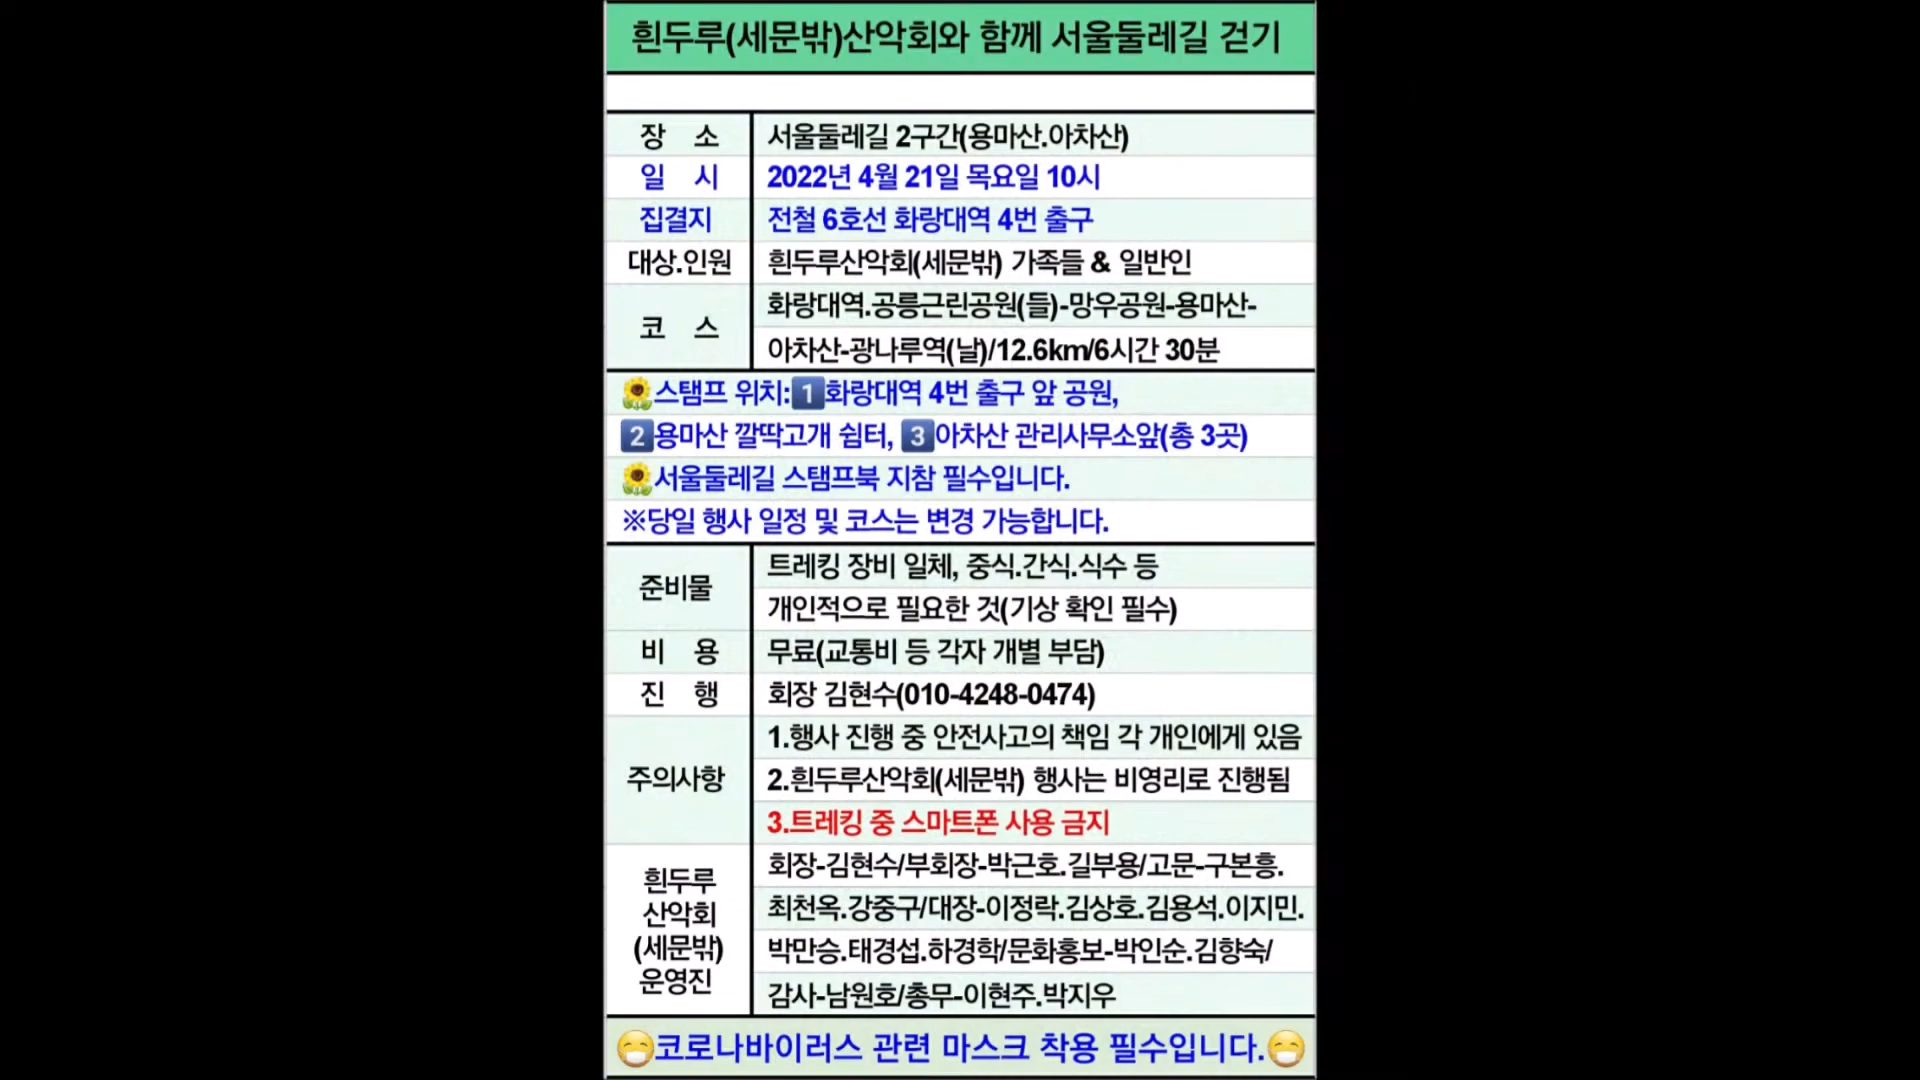 흰두루(세문밖)산악회와 함께 서울둘레길 걷기
장 소 서울둘레길 2구간(용마산.아차산)
일 시 2022년 4월 21일 목요일 10시
집결지 전철 6호선 화랑대역 4번 출구
대상.인원 흰두루산악회(세문밖) 가족들 & 일반인
코 스 화랑대역.공릉근린공원(들)-망우공원-용마산-
아차산-광나루역(날)/12.6km/6시간 30분
🌻스탬프 위치:1️⃣화랑대역 4번 출구 앞 공원,
2️⃣용마산 깔딱고개 쉼터, 3️⃣아차산 관리사무소앞(총 3곳)
🌻서울둘레길 스탬프북 지참 필수입니다.
※당일 행사 일정 및 코스는 변경 가능합니다.
준비물 트레킹 장비 일체, 중식.간식.식수 등
개인적으로 필요한 것(기상 확인 필수)
비 용 무료(교통비 등 각자 개별 부담)
진 행 회장 김현수(010-4248-0474)
주의사항 1.행사 진행 중 안전사고의 책임 각 개인에게 있음
2.흰두루산악회(세문밖) 행사는 비영리로 진행됨
3.트레킹 중 스마트폰 사용 금지
흰두루
산악회
(세문밖)
운영진
회장-김현수/부회장-박근호.길부용/고문-구본흥.
최천옥.강중구/대장-이정락.김상호.김용석.이지민.
박만승.태경섭.하경학/문화홍보-박인순.김향숙/
감사-남원호/총무-이현주.박지우
😷코로나바이러스 관련 마스크 착용 필수입니다.😷